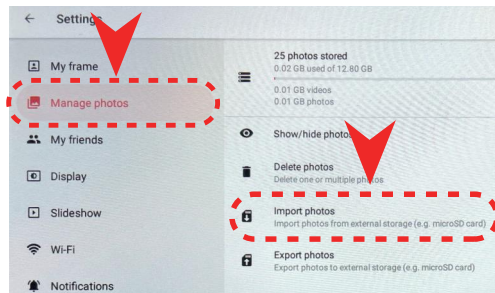 Settings
My frame
Manage photos
My friends
Display
Slideshow
Wi-Fi
Notifications
25 photos stored
0.02 GB used of 12.80 GB
0.01 GB videos
0.01 GB photos
Show/hide photos
Delete photos
Delete one or multiple photos
Import photos
Import photos from external storage (e.g. microSD card)
Export photos
Export photos to external storage (e.g. microSD card)